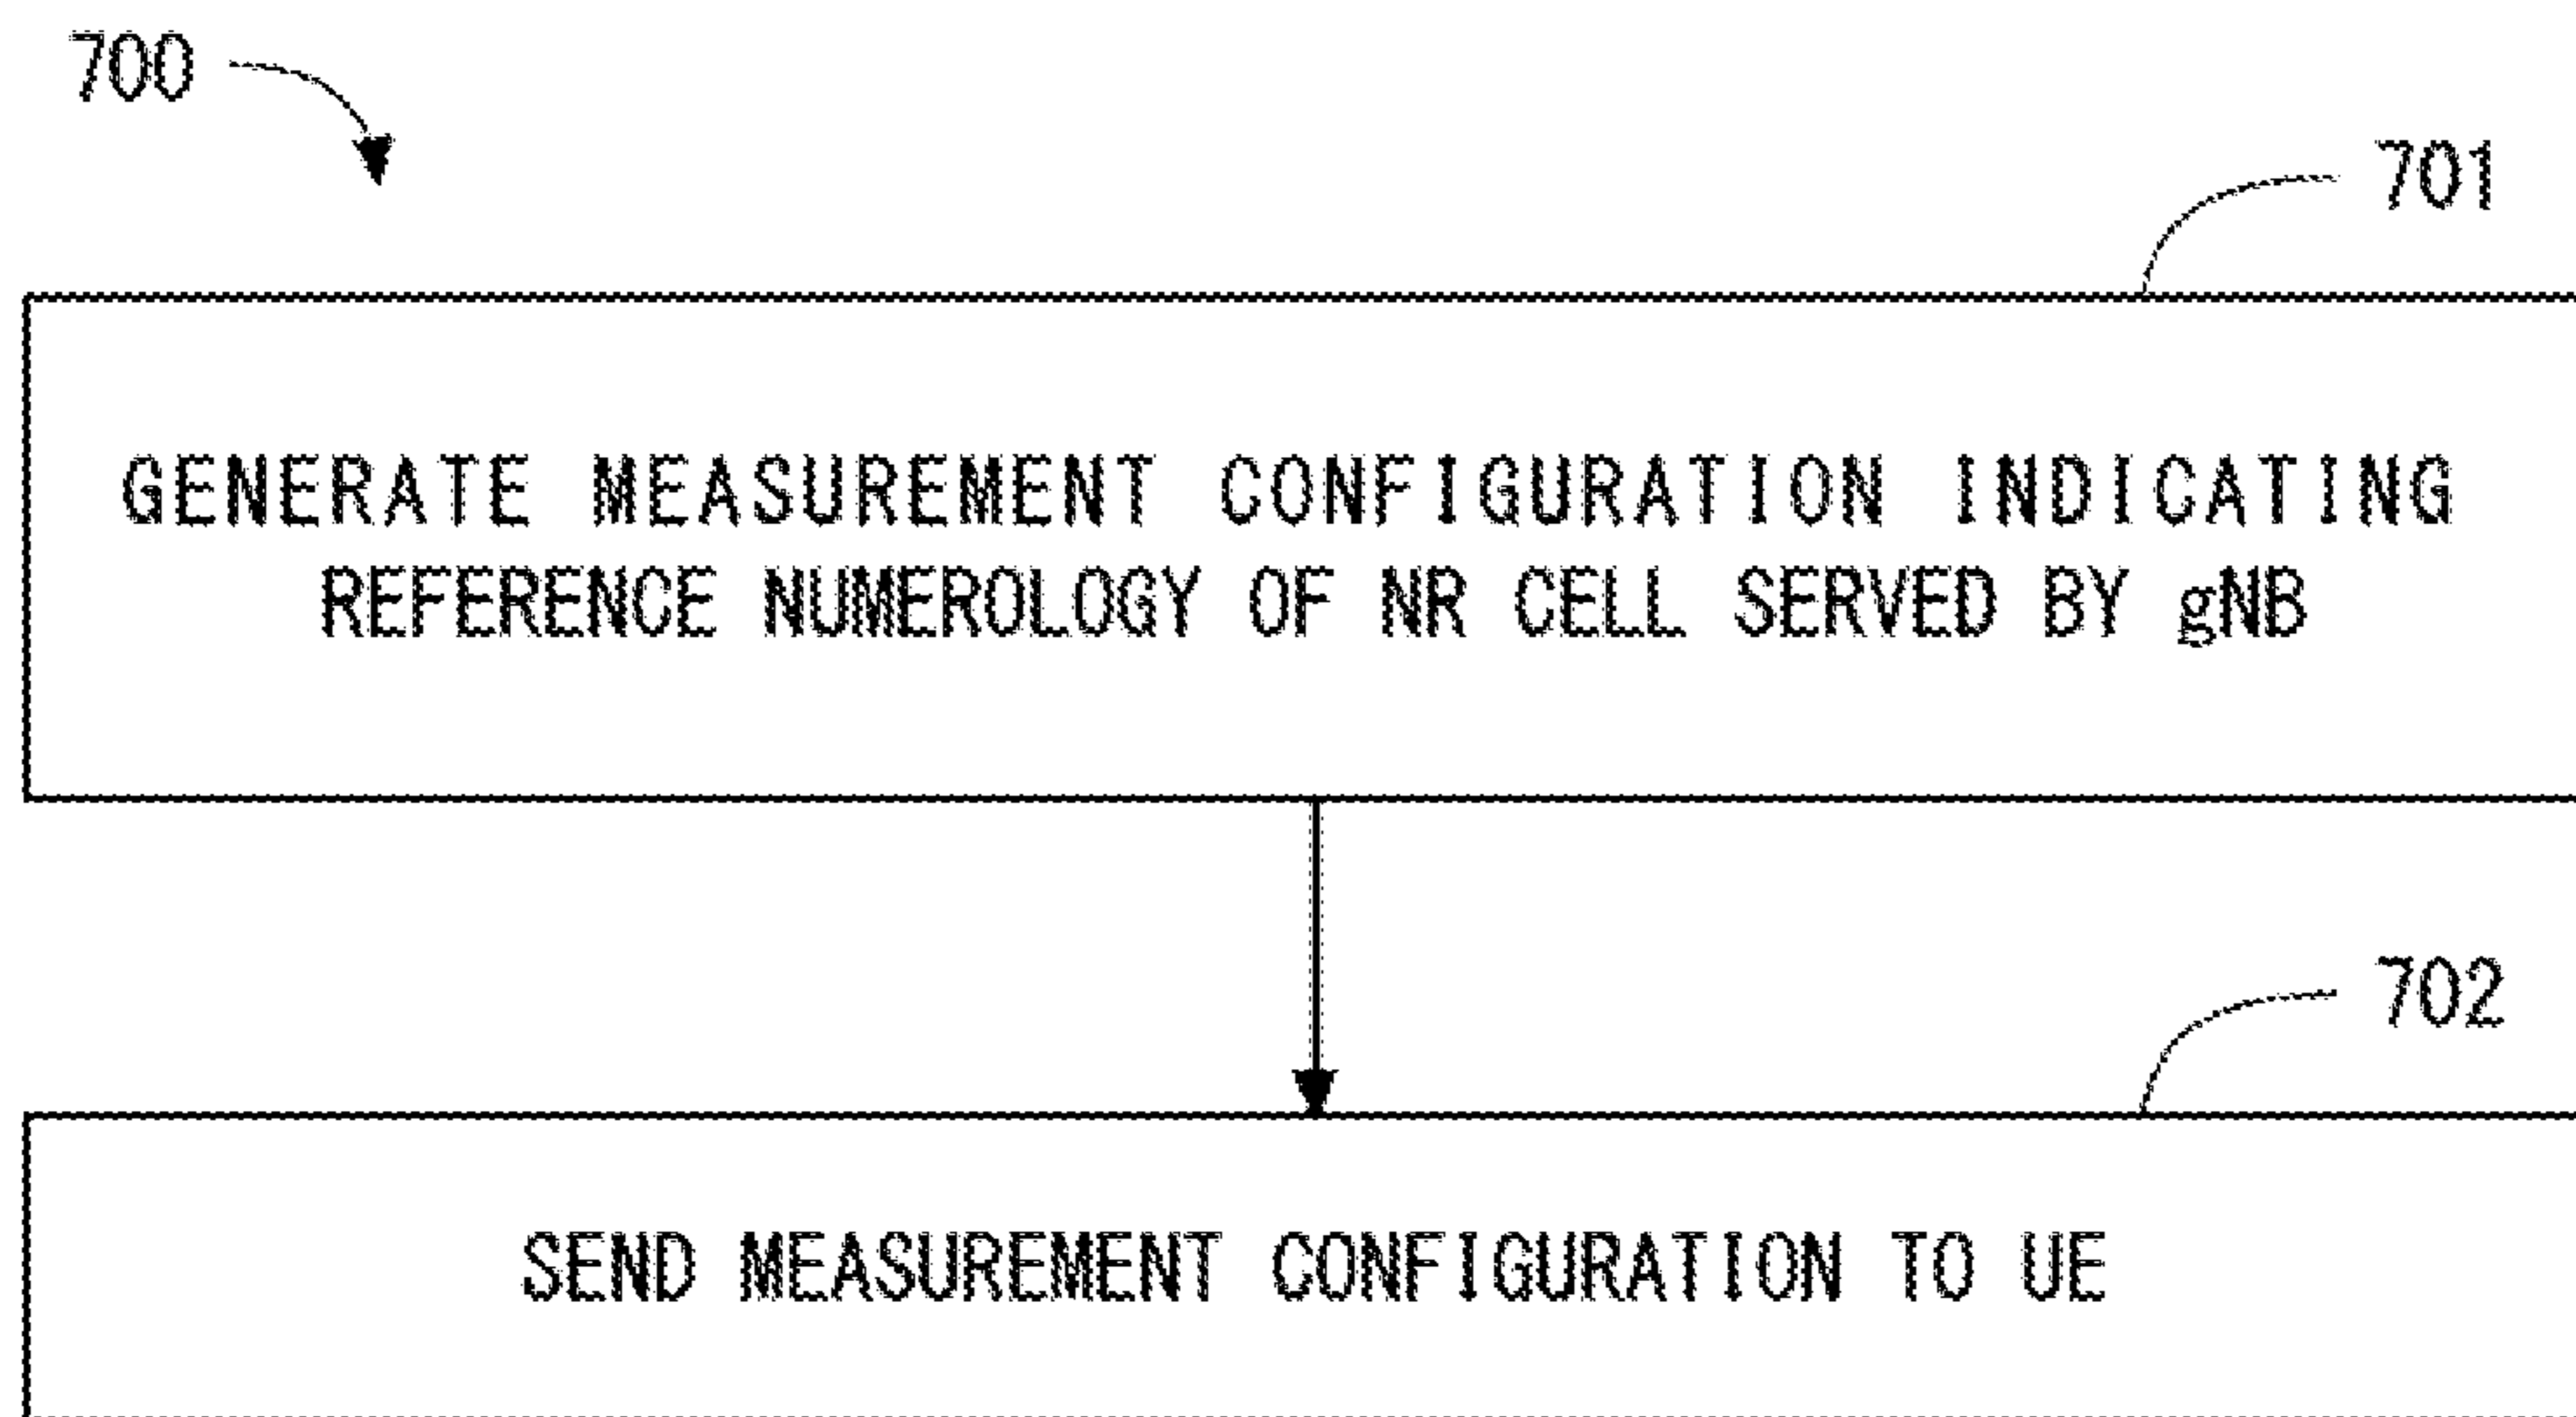 700
701
GENERATE MEASUREMENT CONFIGURATION INDICATING
REFERENCE NUMEROLOGY OF NR CELL SERVED BY gNB
702
SEND MEASUREMENT CONFIGURATION TO UE